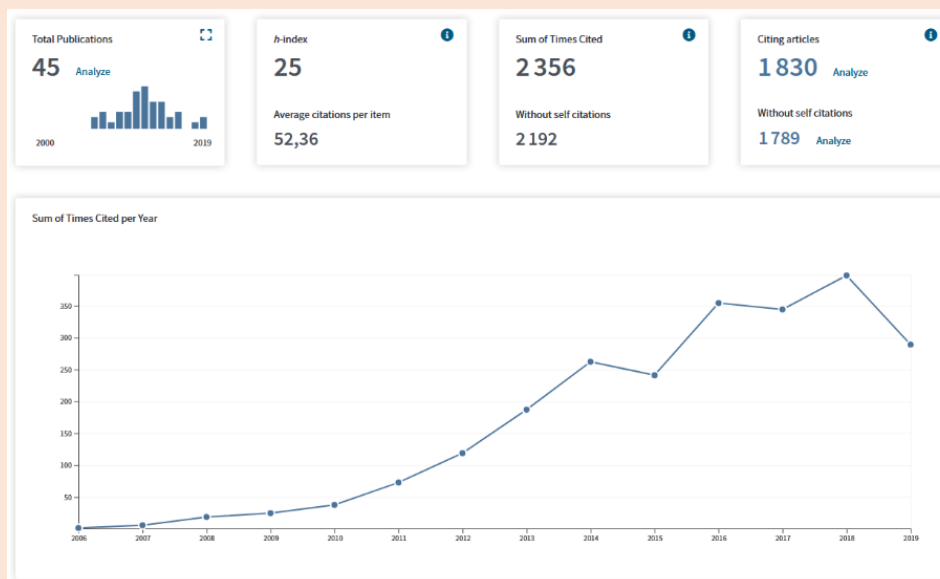 Total Publications
45 Analyze
2000 2019
h-index
25
Average citations per item
52,36
Sum of Times Cited
2 356
Without self citations
2 192
Citing articles
1 830 Analyze
Without self citations
1 789 Analyze
Sum of Times Cited per Year
350
300
250
200
150
100
50
2006 2007 2008 2009 2010 2011 2012 2013 2014 2015 2016 2017 2018 2019